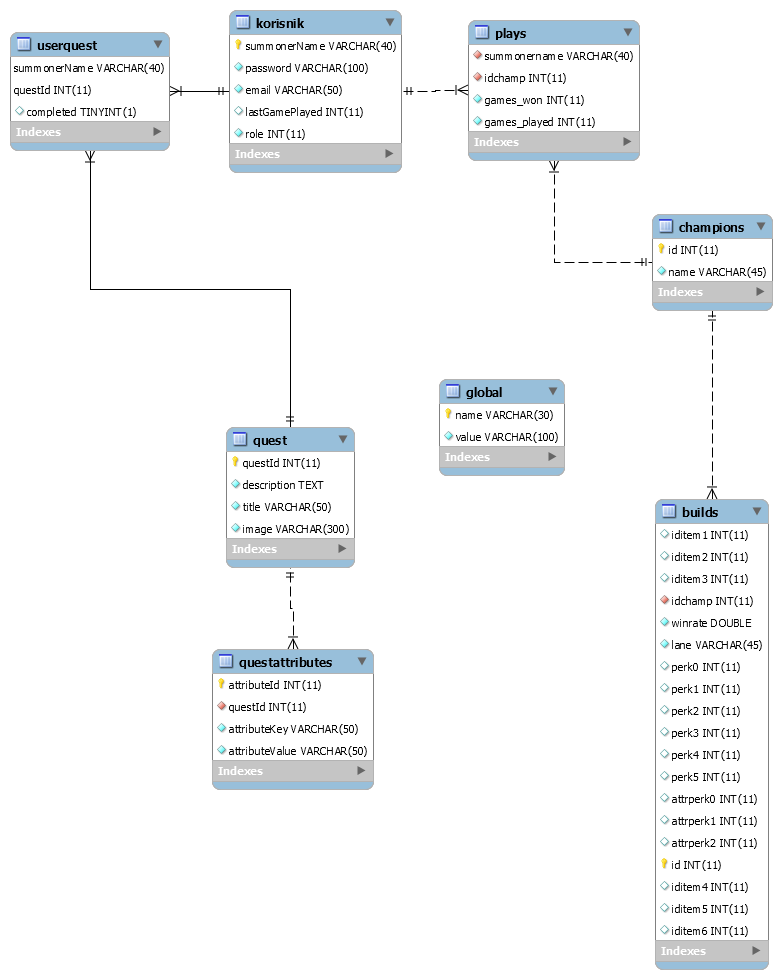 userquest
summonerName VARCHAR(40)
questId INT(11)
completed TINYINT(1)
Indexes
korisnik
summonerName VARCHAR(40)
password VARCHAR(100)
email VARCHAR(50)
lastGamePlayed INT(11)
role INT(11)
Indexes
plays
summonername VARCHAR(40)
idchamp INT(11)
games_won INT(11)
games_played INT(11)
Indexes
champions
id INT(11)
name VARCHAR(45)
Indexes
global
name VARCHAR(30)
value VARCHAR(100)
Indexes
quest
questId INT(11)
description TEXT
title VARCHAR(50)
image VARCHAR(300)
Indexes
questattributes
attributeId INT(11)
questId INT(11)
attributeKey VARCHAR(50)
attributeValue VARCHAR(50)
Indexes
builds
iditem1 INT(11)
iditem2 INT(11)
iditem3 INT(11)
idchamp INT(11)
winrate DOUBLE
lane VARCHAR(45)
perk0 INT(11)
perk1 INT(11)
perk2 INT(11)
perk3 INT(11)
perk4 INT(11)
perk5 INT(11)
attrperk0 INT(11)
attrperk1 INT(11)
attrperk2 INT(11)
id INT(11)
iditem4 INT(11)
iditem5 INT(11)
iditem6 INT(11)
Indexes